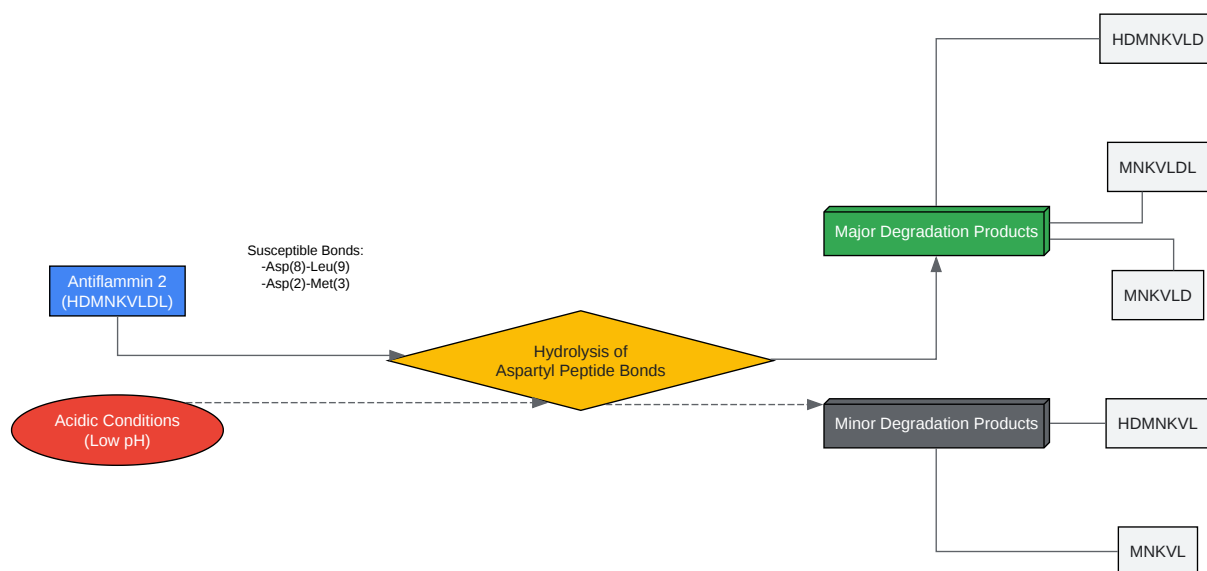 HDMNKVLD
MNKVLDL
Major Degradation Products
Susceptible Bonds:
-Asp(8)-Leu(9)
-Asp(2)-Met(3)
Antiflammin 2
(HDMNKVLDL)
MNKVLD
Hydrolysis of
Aspartyl Peptide Bonds
Acidic Conditions
(Low pH)
Minor Degradation Products
HDMNKVL
MNKVL